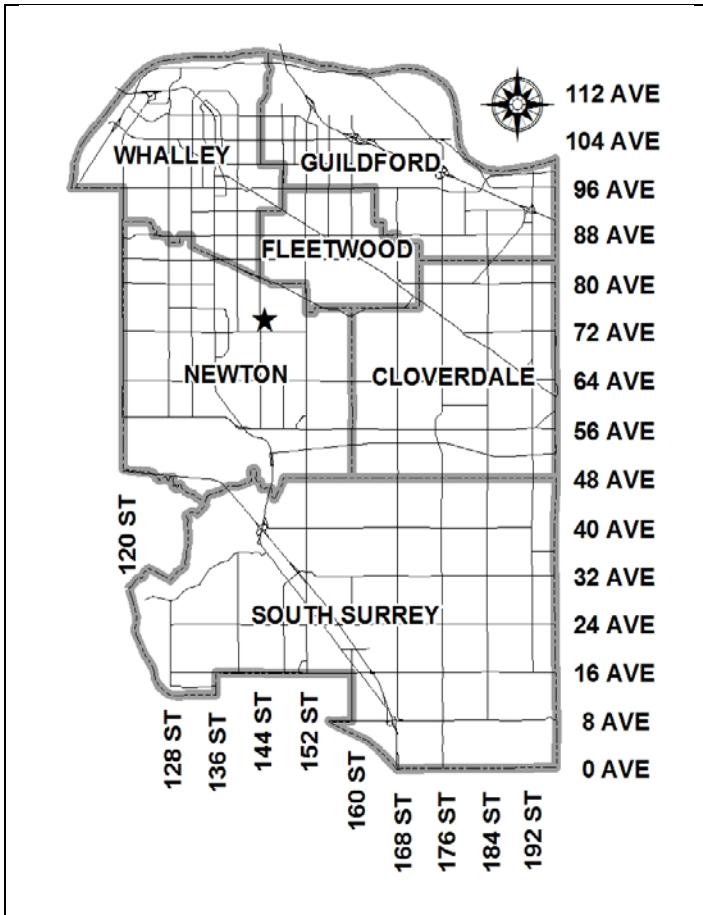 112 AVE
104 AVE
WHALLEY
GUILDFORD
96 AVE
88 AVE
FLEETWOOD
80 AVE
72 AVE
NEWTON
CLOVERDALE
64 AVE
56 AVE
48 AVE
120 ST
40 AVE
32 AVE
SOUTH SURREY
24 AVE
16 AVE
8 AVE
0 AVE
128 ST
136 ST
144 ST
152 ST
160 ST
168 ST
176 ST
184 ST
192 ST